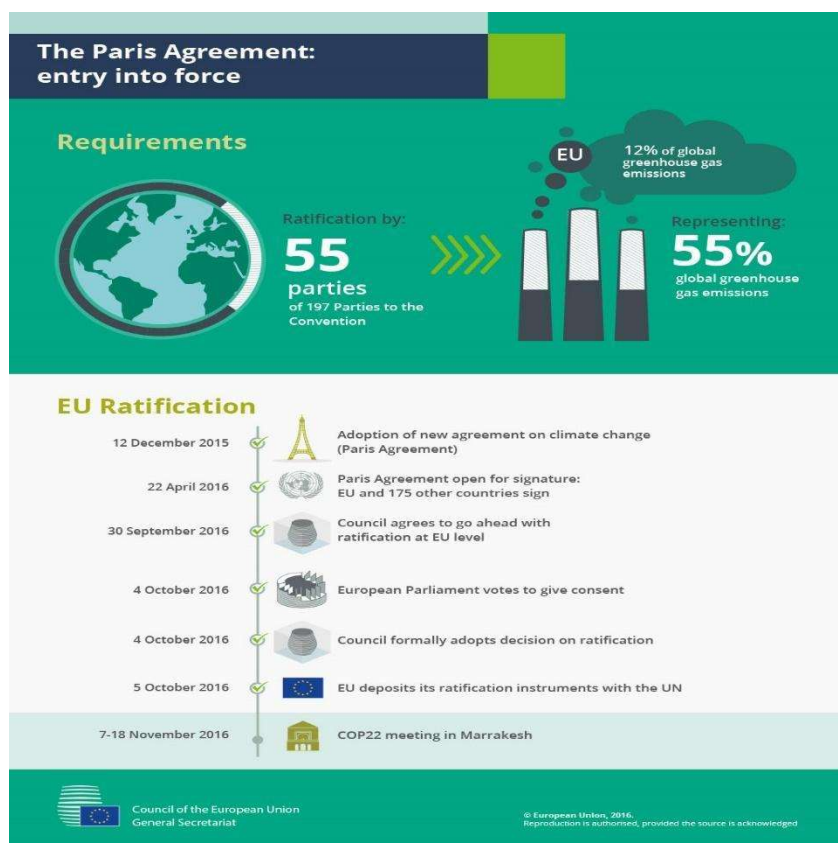 The Paris Agreement:
entry into force
Requirements
EU
12% of global
greenhouse gas
emissions
Ratification by:
55
parties
of 197 Parties to the
Convention
Representing:
55%
global greenhouse
gas emissions
EU Ratification
12 December 2015
Adoption of new agreement on climate change
(Paris Agreement)
22 April 2016
Paris Agreement open for signature:
EU and 175 other countries sign
30 September 2016
Council agrees to go ahead with
ratification at EU level
4 October 2016
European Parliament votes to give consent
4 October 2016
Council formally adopts decision on ratification
5 October 2016
EU deposits its ratification instruments with the UN
7-18 November 2016
COP22 meeting in Marrakesh
Council of the European Union
General Secretariat
© European Union, 2016.
Reproduction is authorised, provided the source is acknowledged